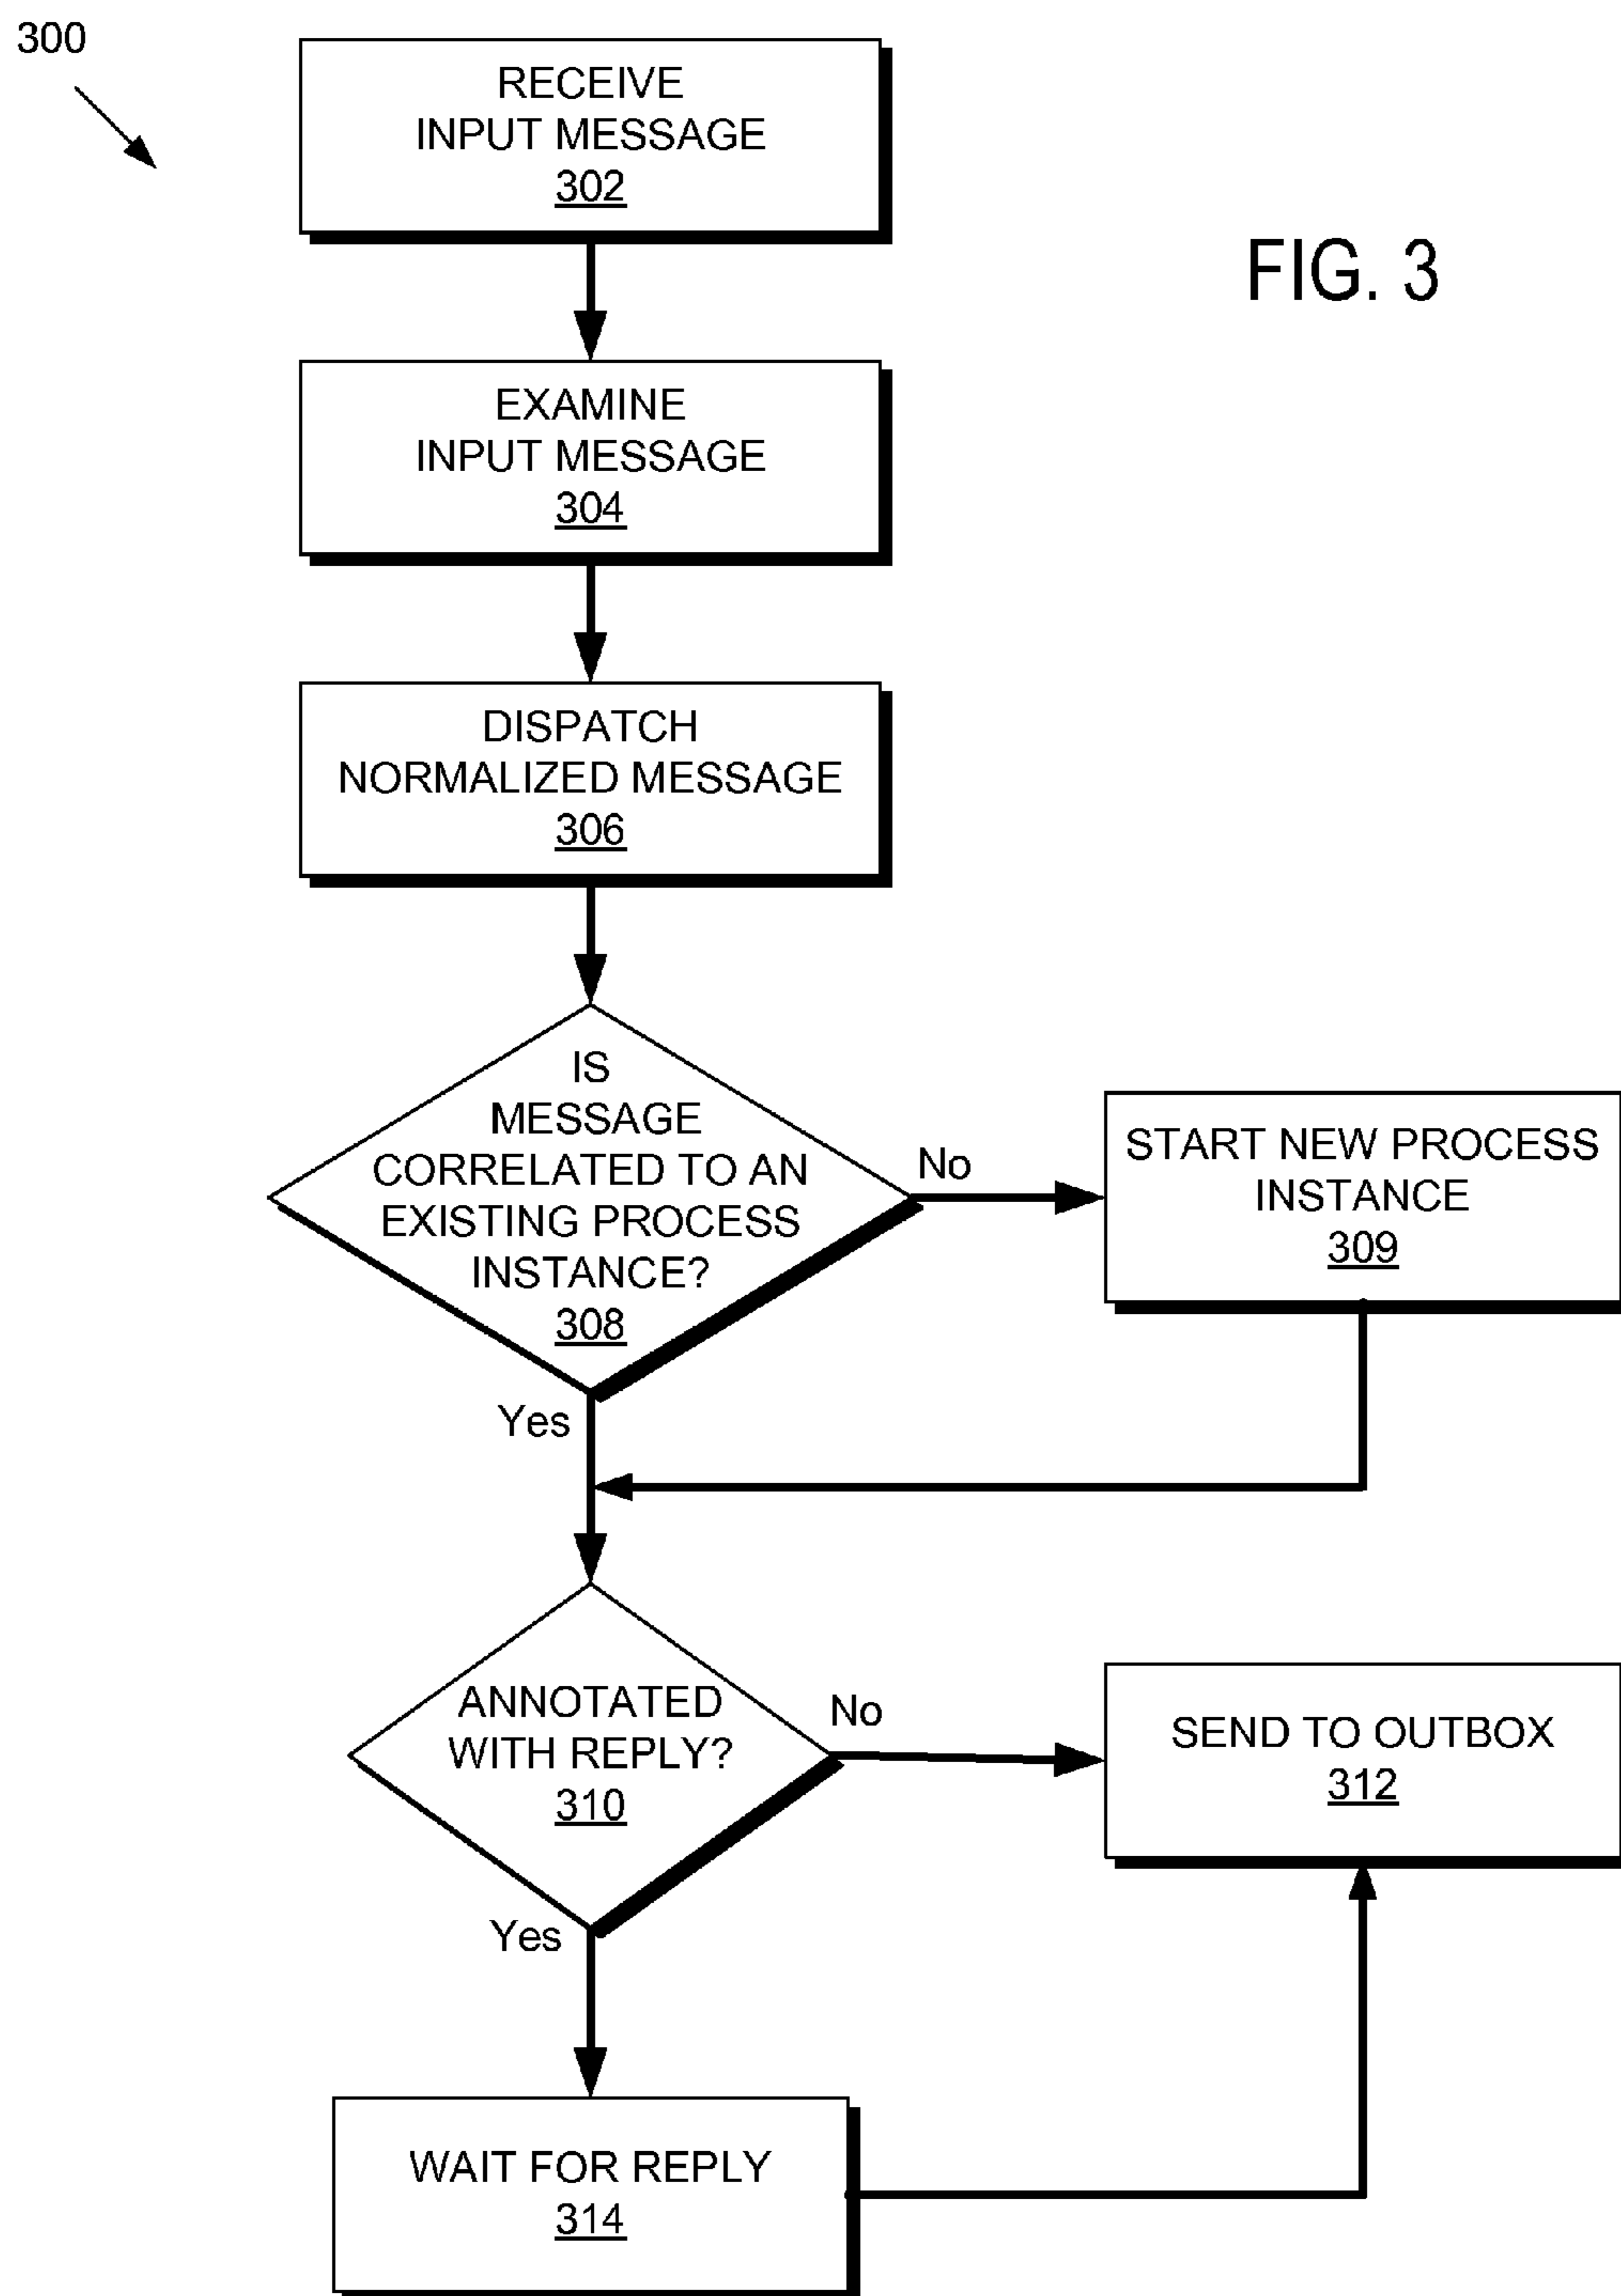 300
RECEIVE
INPUT MESSAGE
302
FIG. 3
EXAMINE
INPUT MESSAGE
304
DISPATCH
NORMALIZED MESSAGE
306
IS
MESSAGE
CORRELATED TO AN
EXISTING PROCESS
INSTANCE?
308
No
START NEW PROCESS
INSTANCE
309
Yes
ANNOTATED
WITH REPLY?
310
No
SEND TO OUTBOX
312
Yes
WAIT FOR REPLY
314